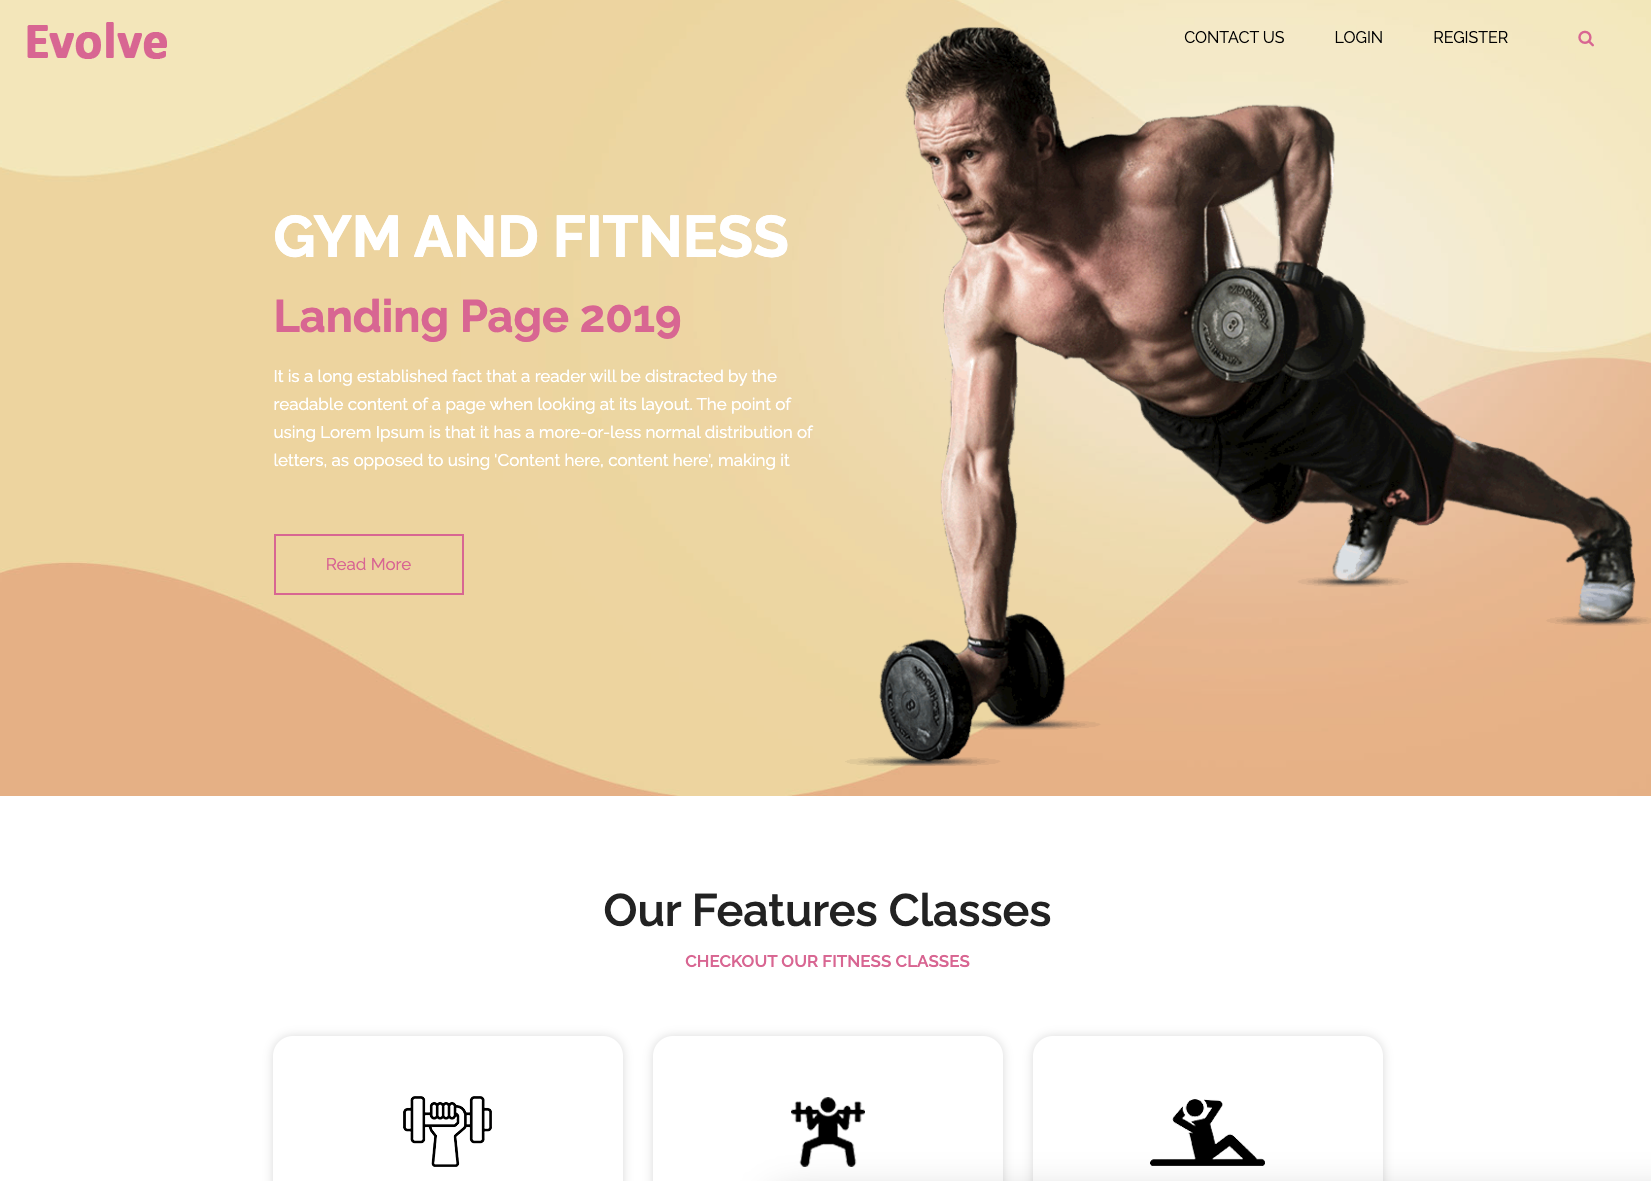 Evolve
CONTACT US
LOGIN
REGISTER
GYM AND FITNESS
Landing Page 2019
It is a long established fact that a reader will be distracted by the
readable content of a page when looking at its layout. The point of
using Lorem Ipsum is that it has a more-or-less normal distribution of
letters, as opposed to using 'Content here, content here', making it
Read More
8
8
Our Features Classes
CHECKOUT OUR FITNESS CLASSES